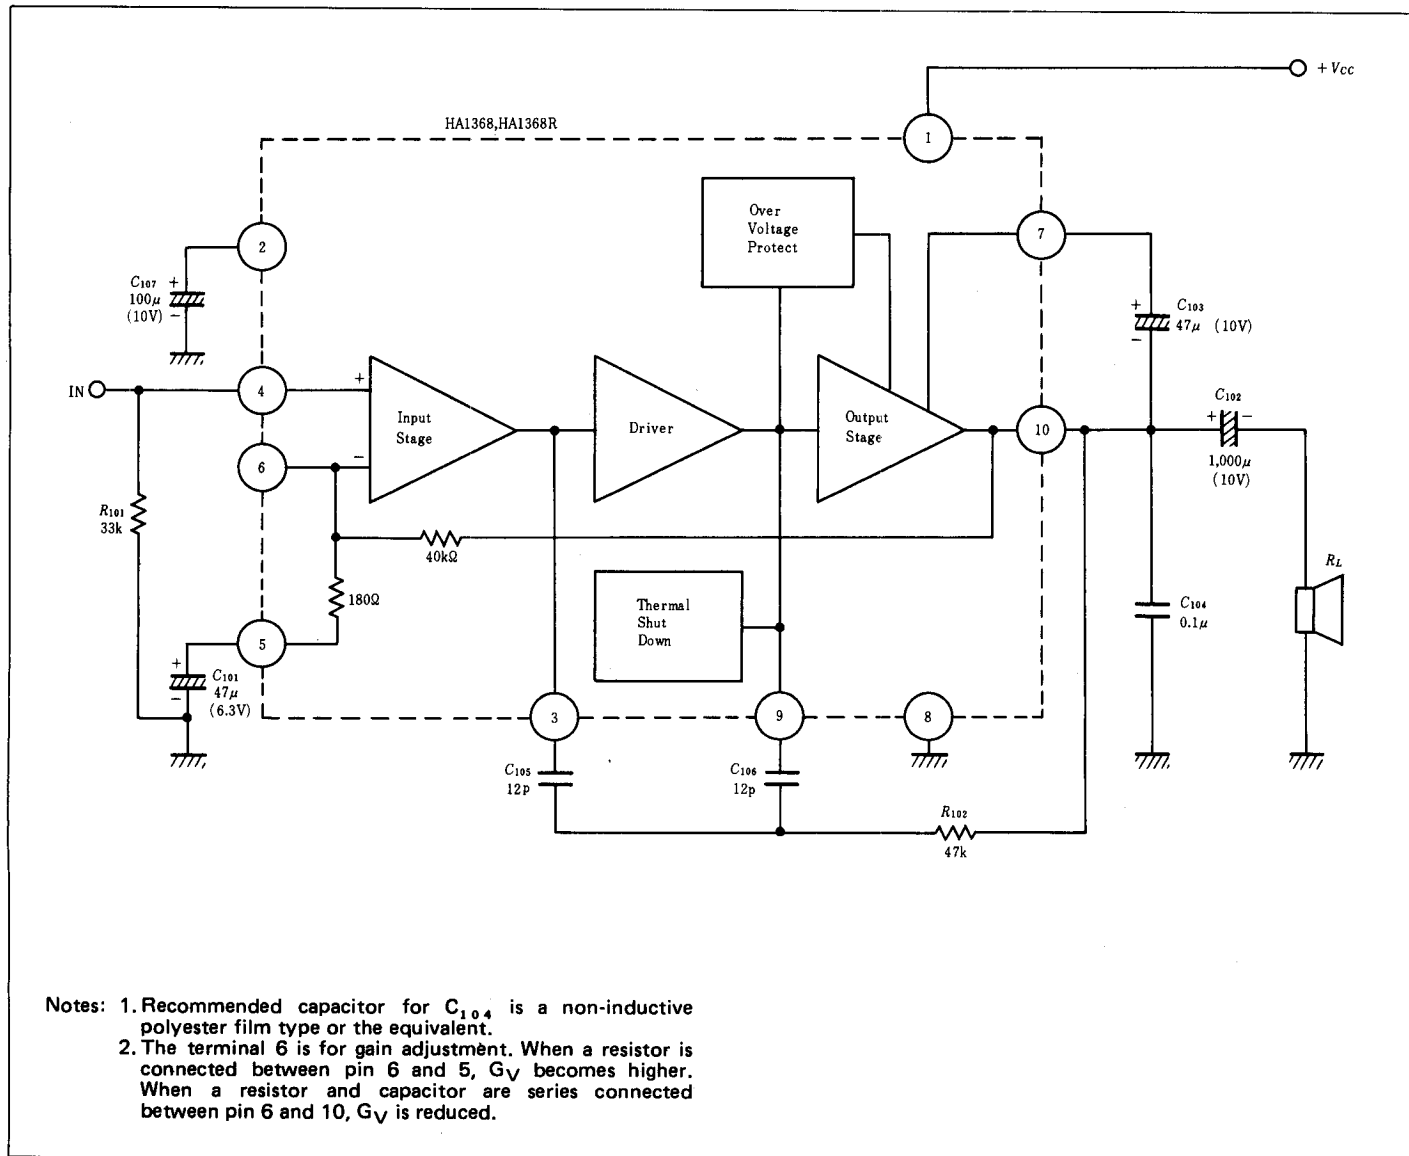 + Vcc
HA1368,HA1368R
1
Over
Voltage
Protect
2
7
C107
100μ
(10V)
+
-
C103
47μ (10V)
+
-
IN
4
+
Input
Stage
-
Driver
Output
Stage
10
C102
+ -
1,000μ
(10V)
6
R101
33k
40kΩ
180Ω
Thermal
Shut
Down
RL
C104
0.1μ
5
+
C101
47μ
-
(6.3V)
3
9
8
C105
12p
C106
12p
R102
47k
Notes: 1. Recommended capacitor for C104 is a non-inductive
polyester film type or the equivalent.
2. The terminal 6 is for gain adjustment. When a resistor is
connected between pin 6 and 5, GV becomes higher.
When a resistor and capacitor are series connected
between pin 6 and 10, GV is reduced.